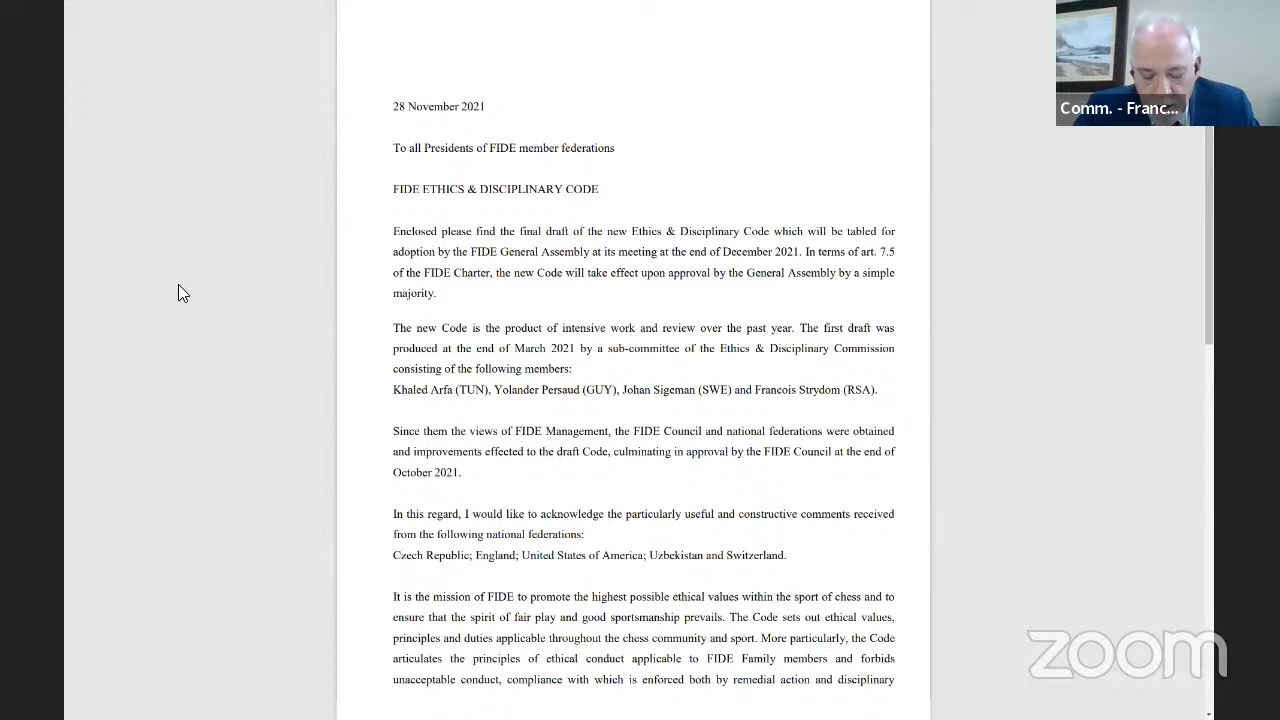 28 November 2021
To all Presidents of FIDE member federations
FIDE ETHICS & DISCIPLINARY CODE
Enclosed please find the final draft of the new Ethics & Disciplinary Code which will be tabled for
adoption by the FIDE General Assembly at its meeting at the end of December 2021. In terms of art. 7.5
of the FIDE Charter, the new Code will take effect upon approval by the General Assembly by a simple
majority.
The new Code is the product of intensive work and review over the past year. The first draft was
produced at the end of March 2021 by a sub-committee of the Ethics & Disciplinary Commission
consisting of the following members:
Khaled Arfa (TUN), Yolander Persaud (GUY), Johan Sigeman (SWE) and Francois Strydom (RSA).
Since them the views of FIDE Management, the FIDE Council and national federations were obtained
and improvements effected to the draft Code, culminating in approval by the FIDE Council at the end of
October 2021.
In this regard, I would like to acknowledge the particularly useful and constructive comments received
from the following national federations:
Czech Republic; England; United States of America; Uzbekistan and Switzerland.
It is the mission of FIDE to promote the highest possible ethical values within the sport of chess and to
ensure that the spirit of fair play and good sportsmanship prevails. The Code sets out ethical values,
principles and duties applicable throughout the chess community and sport. More particularly, the Code
articulates the principles of ethical conduct applicable to FIDE Family members and forbids
unacceptable conduct, compliance with which is enforced both by remedial action and disciplinary
Comm. - Franc...
zoom